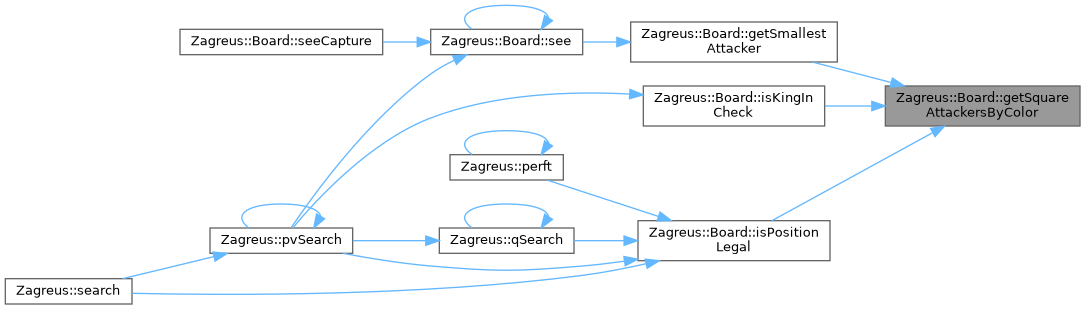 Zagreus::Board::seeCapture
Zagreus::Board::see
Zagreus::Board::getSmallest
Attacker
Zagreus::Board::isKingIn
Check
Zagreus::Board::getSquare
AttackersByColor
Zagreus::perft
Zagreus::pvSearch
Zagreus::qSearch
Zagreus::Board::isPosition
Legal
Zagreus::search